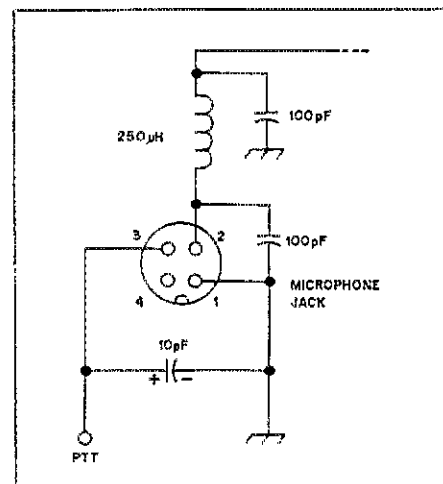 100pF
250µH
100pF
3
2
4
1
MICROPHONE
JACK
10pF
+ -
PTT